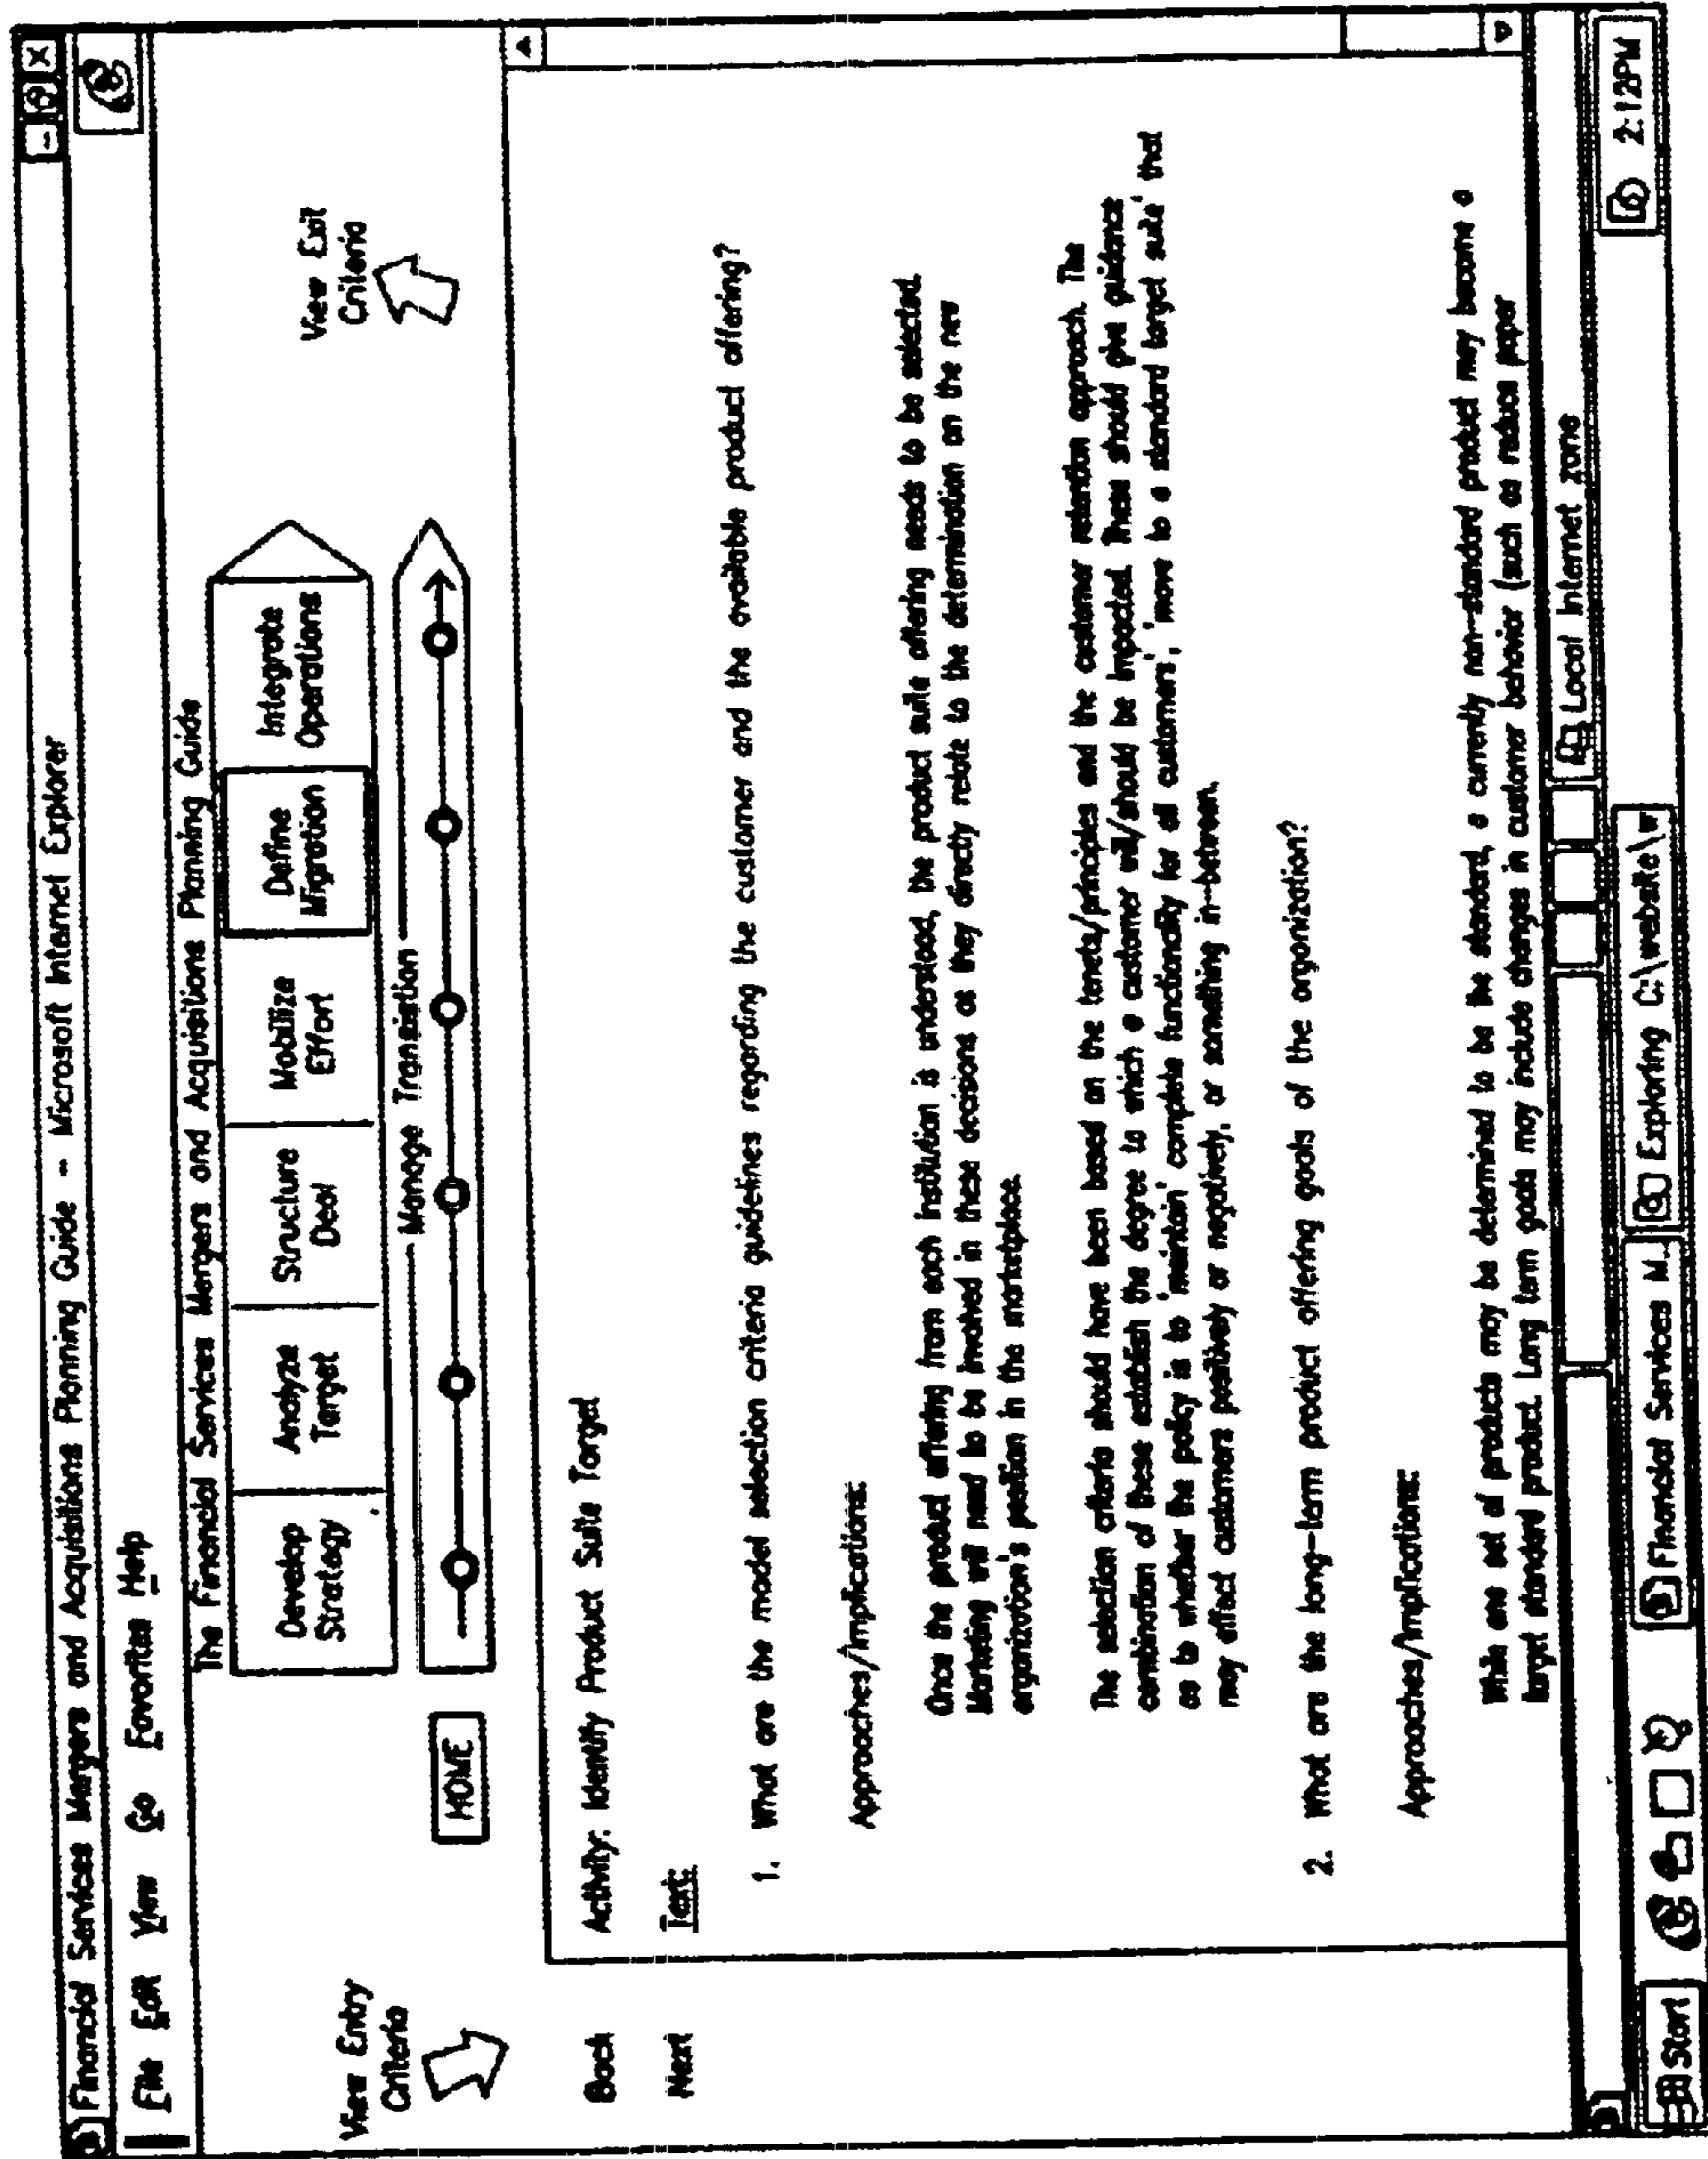 Financial Services Mergers and Acquisitions Planning Guide - Microsoft Internet Explorer
File Edit View Go Favorites Help
The Financial Services Mergers and Acquisitions Planning Guide
Develop Strategy
Analyze Target
Structure Deal
Mobilize Effort
Define Migration
Integrate Operations
Manage Transistion
HOME
View Entry
Criteria
View Exit
Criteria
Back
Next
Activity: Identify Product Suite Target
Text:
1. What are the model selection criteria guidelines regarding the customer and the available product offering?
Approaches/Implications:
Once the product offering from each institution is understood, the product suite offering needs to be selected.
Marketing will need to be involved in these decisions as they directly relate to the determination on the new
organization's position in the marketplace.
The selection criteria should have been based on the tenets/principles and the customer retention approach. The
combination of these establish the degree to which a customer will/should be impacted. These should give guidance
as to whether the policy is to 'maintain' complete functionality for all customers', 'move to a standard target suite' that
may effect customers positively or negatively, or something in-between.
2. What are the long-term product offering goals of the organization?
Approaches/Implications:
While one set of products may be determined to be the standard, a currently non-standard product may become a
target standard product. Long term goals may include changes in customer behavior (such as reduce paper
Local Internet zone
Start
Financial Services M.
Exploring C:\website\w
2:12PM